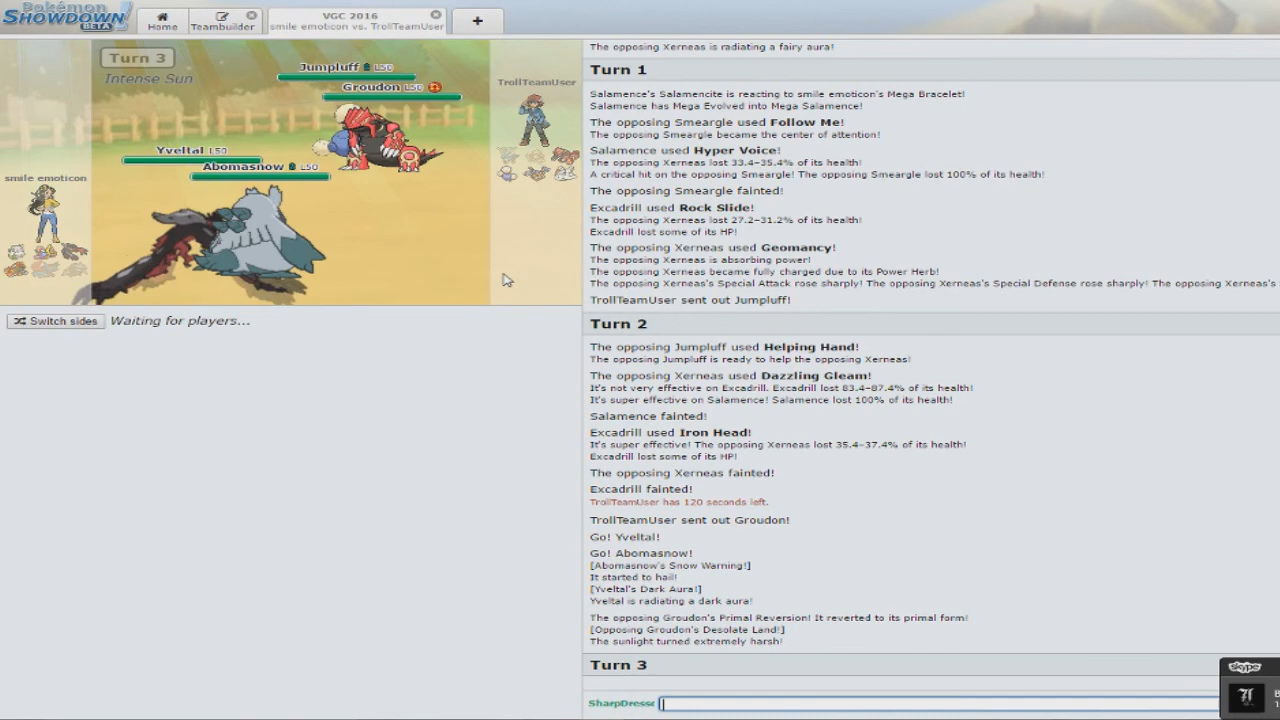 Pokémon
SHOWDOWN!
BETA
Home
Teambuilder
VGC 2016
smile emoticon vs. TrollTeamUser
+
Turn 3
Intense Sun
Jumpluff L50
Groudon L50
TrollTeamUser
Yveltal L50
Abomasnow L50
smile emoticon
Switch sides
Waiting for players...
The opposing Xerneas is radiating a fairy aura!
Turn 1
Salamence's Salamencite is reacting to smile emoticon's Mega Bracelet!
Salamence has Mega Evolved into Mega Salamence!
The opposing Smeargle used Follow Me!
The opposing Smeargle became the center of attention!
Salamence used Hyper Voice!
The opposing Xerneas lost 33.4–35.4% of its health!
A critical hit on the opposing Smeargle! The opposing Smeargle lost 100% of its health!
The opposing Smeargle fainted!
Excadrill used Rock Slide!
The opposing Xerneas lost 27.2–31.2% of its health!
Excadrill lost some of its HP!
The opposing Xerneas used Geomancy!
The opposing Xerneas is absorbing power!
The opposing Xerneas became fully charged due to its Power Herb!
The opposing Xerneas's Special Attack rose sharply! The opposing Xerneas's Special Defense rose sharply! The opposing Xerneas's
TrollTeamUser sent out Jumpluff!
Turn 2
The opposing Jumpluff used Helping Hand!
The opposing Jumpluff is ready to help the opposing Xerneas!
The opposing Xerneas used Dazzling Gleam!
It's not very effective on Excadrill. Excadrill lost 83.4–87.4% of its health!
It's super effective on Salamence! Salamence lost 100% of its health!
Salamence fainted!
Excadrill used Iron Head!
It's super effective! The opposing Xerneas lost 35.4–37.4% of its health!
Excadrill lost some of its HP!
The opposing Xerneas fainted!
Excadrill fainted!
TrollTeamUser has 120 seconds left.
TrollTeamUser sent out Groudon!
Go! Yveltal!
Go! Abomasnow!
[Abomasnow's Snow Warning!]
It started to hail!
[Yveltal's Dark Aura!]
Yveltal is radiating a dark aura!
The opposing Groudon's Primal Reversion! It reverted to its primal form!
[Opposing Groudon's Desolate Land!]
The sunlight turned extremely harsh!
Turn 3
SharpDresse
skype